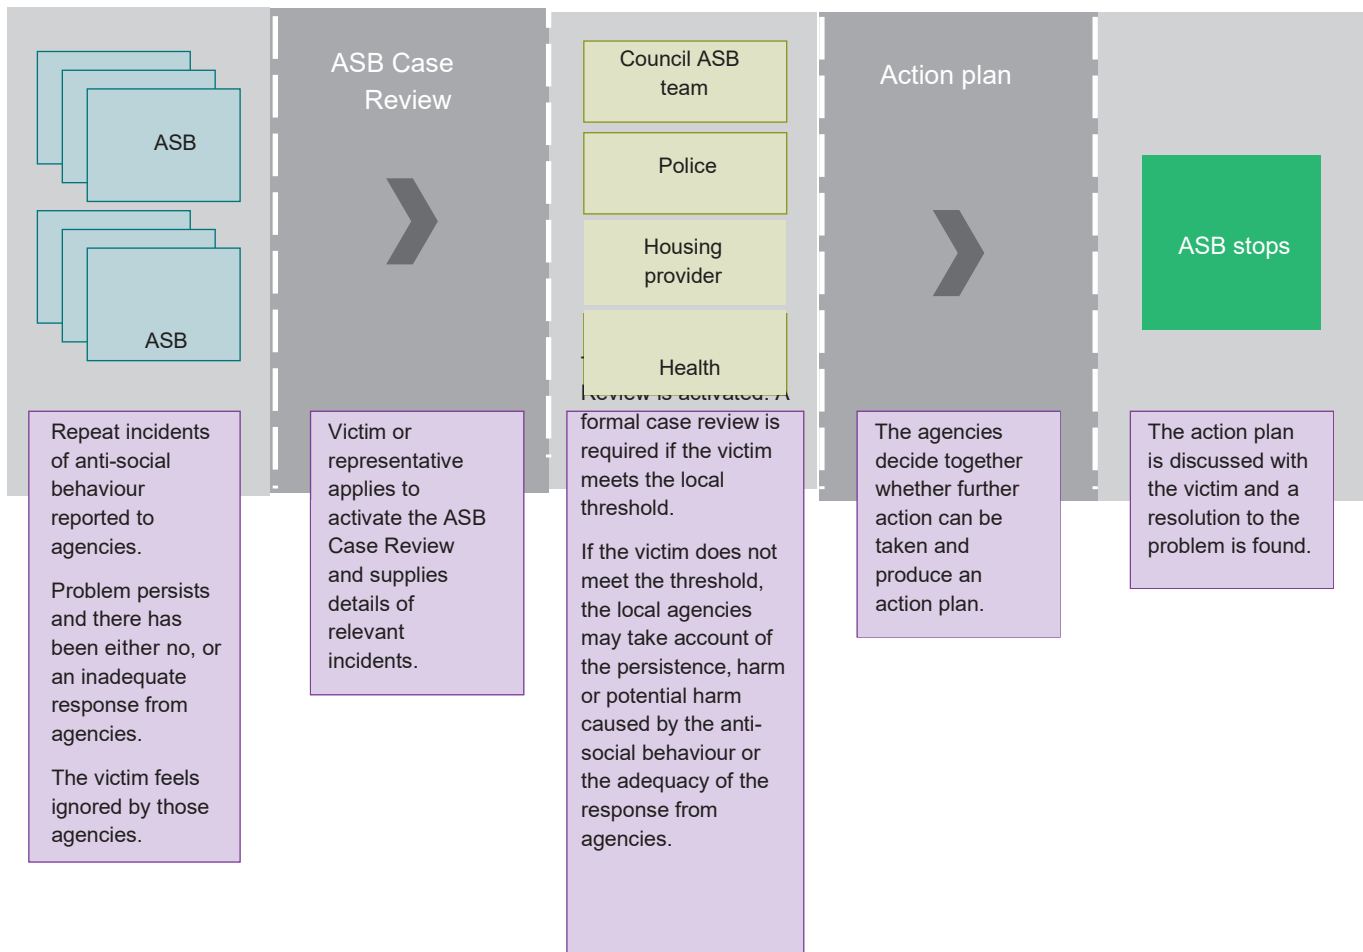 ASB
ASB
Repeat incidents
of anti-social
behaviour
reported to
agencies.
Problem persists
and there has
been either no, or
an inadequate
response from
agencies.
The victim feels
ignored by those
agencies.
ASB Case
Review
Victim or
representative
applies to
activate the ASB
Case Review
and supplies
details of
relevant
incidents.
Council ASB
team
Police
Housing
provider
Health
Review is activated. A
formal case review is
required if the victim
meets the local
threshold.
If the victim does not
meet the threshold,
the local agencies
may take account of
the persistence, harm
or potential harm
caused by the anti-
social behaviour or
the adequacy of the
response from
agencies.
Action plan
The agencies
decide together
whether further
action can be
taken and
produce an
action plan.
ASB stops
The action plan
is discussed with
the victim and a
resolution to the
problem is found.